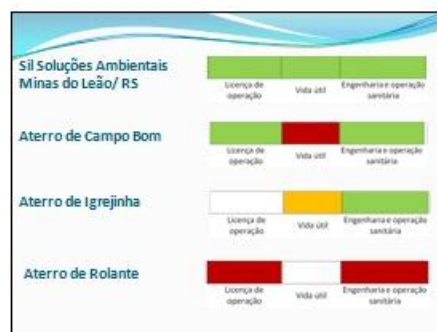 Sil Soluções Ambientais
Minas do Leão/ RS
Licença de
operação
Vida útil
Engenharia e operação
sanitária
Aterro de Campo Bom
Licença de
operação
Vida útil
Engenharia e operação
sanitária
Aterro de Igrejinha
Licença de
operação
Vida útil
Engenharia e operação
sanitária
Aterro de Rolante
Licença de
operação
Vida útil
Engenharia e operação
sanitária